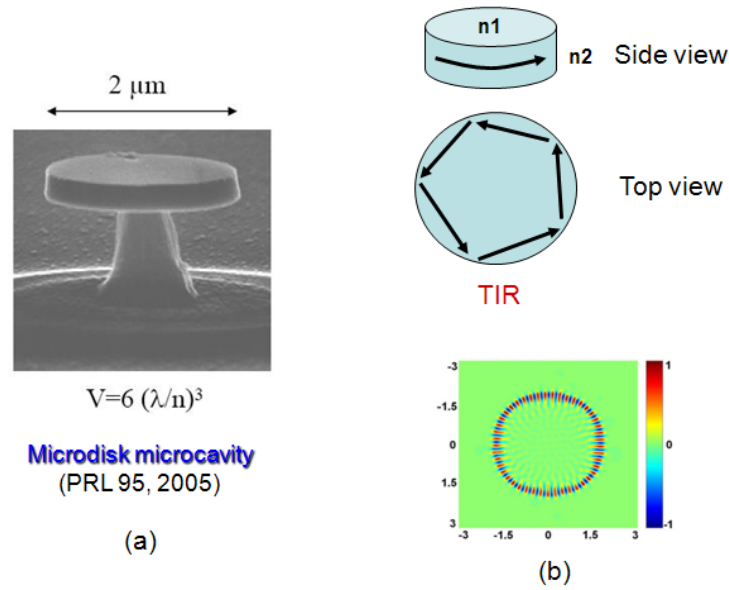 2 μm
V=6 (λ/n)³
Microdisk microcavity
(PRL 95, 2005)
(a)
n1
n2 Side view
Top view
TIR
-3
-1.5
0
1.5
3
-3 -1.5 0 1.5 3
1
0
-1
(b)